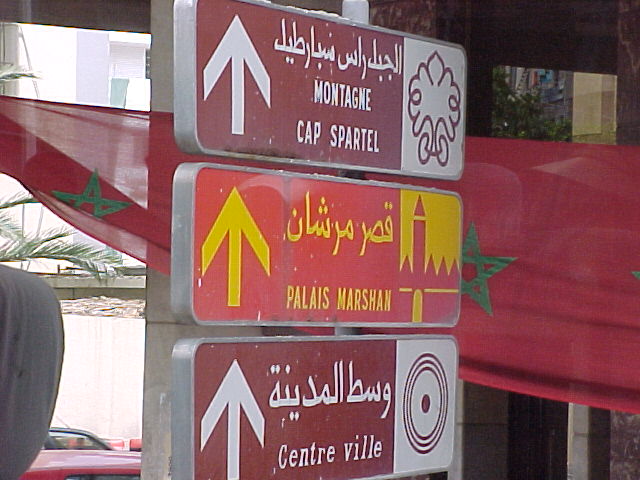 الجبل راس سبارطيل
MONTAGNE
CAP SPARTEL
قصر مرشان
PALAIS MARSHAN
وسط المدينة
Centre ville